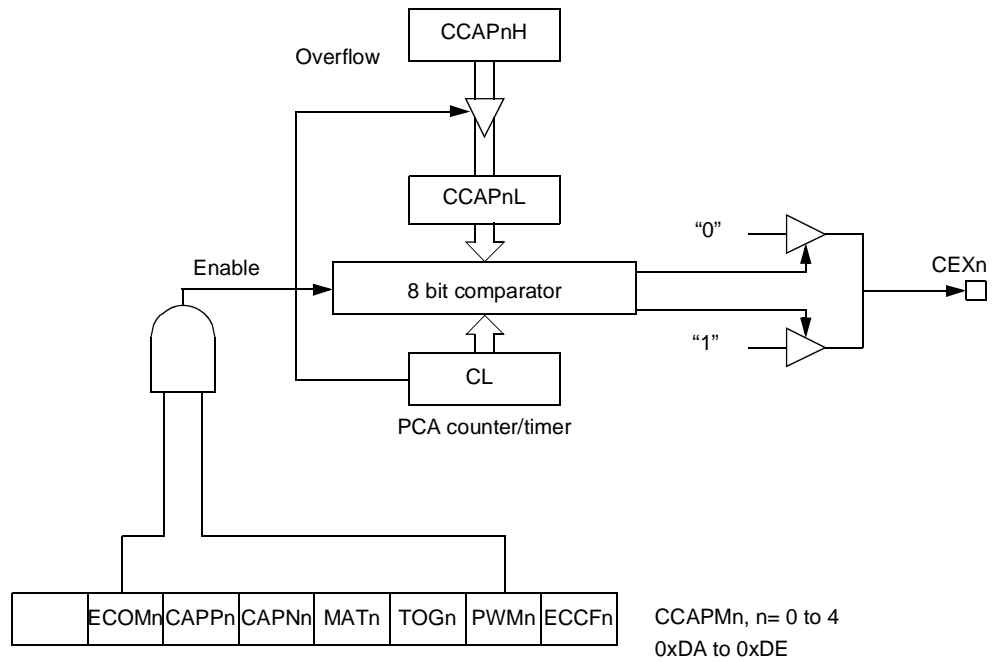 CCAPnH
Overflow
CCAPnL
“0”
Enable
CEXn
8 bit comparator
“1”
CL
PCA counter/timer
ECOMn CAPPn CAPNn MATn TOGn PWMn ECCFn
CCAPMn, n= 0 to 4
0xDA to 0xDE